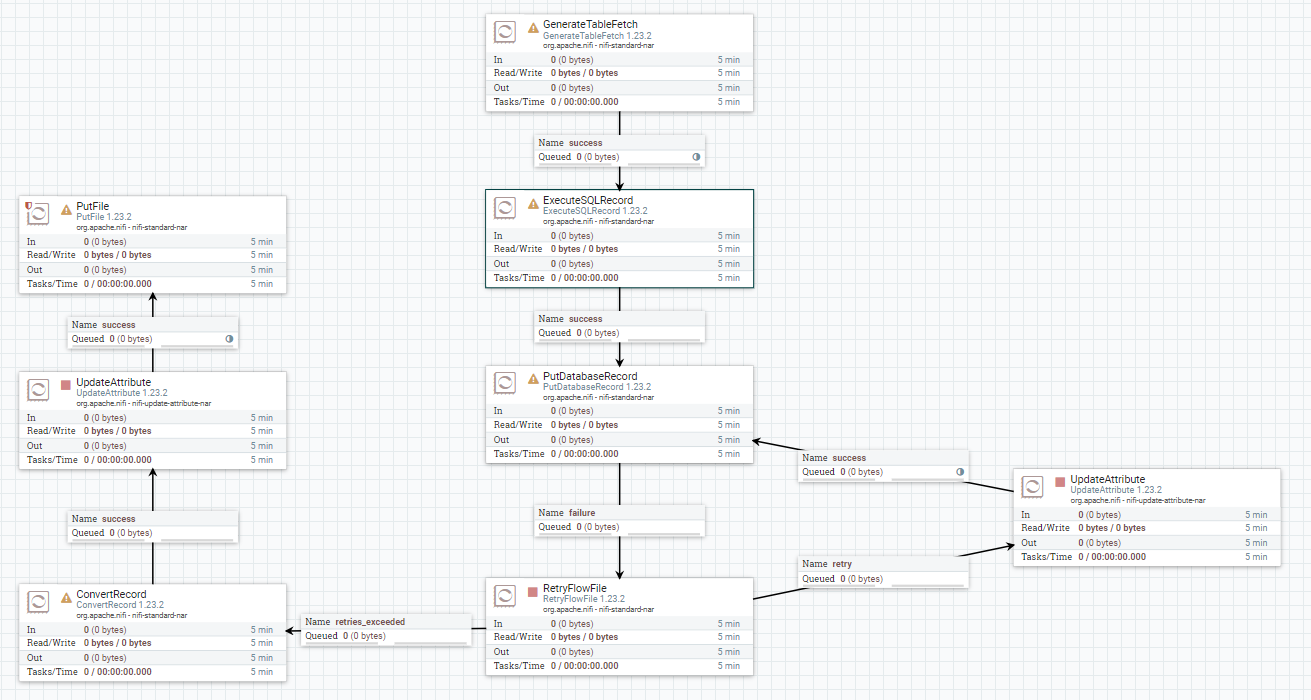 GenerateTableFetch
GenerateTableFetch 1.23.2
org.apache.nifi - nifi-standard-nar
In 0 (0 bytes) 5 min
Read/Write 0 bytes / 0 bytes 5 min
Out 0 (0 bytes) 5 min
Tasks/Time 0 / 00:00:00.000 5 min
Name success
Queued 0 (0 bytes)
ExecuteSQLRecord
ExecuteSQLRecord 1.23.2
org.apache.nifi - nifi-standard-nar
In 0 (0 bytes) 5 min
Read/Write 0 bytes / 0 bytes 5 min
Out 0 (0 bytes) 5 min
Tasks/Time 0 / 00:00:00.000 5 min
Name success
Queued 0 (0 bytes)
PutDatabaseRecord
PutDatabaseRecord 1.23.2
org.apache.nifi - nifi-standard-nar
In 0 (0 bytes) 5 min
Read/Write 0 bytes / 0 bytes 5 min
Out 0 (0 bytes) 5 min
Tasks/Time 0 / 00:00:00.000 5 min
Name failure
Queued 0 (0 bytes)
RetryFlowFile
RetryFlowFile 1.23.2
org.apache.nifi - nifi-standard-nar
In 0 (0 bytes) 5 min
Read/Write 0 bytes / 0 bytes 5 min
Out 0 (0 bytes) 5 min
Tasks/Time 0 / 00:00:00.000 5 min
Name retry
Queued 0 (0 bytes)
UpdateAttribute
UpdateAttribute 1.23.2
org.apache.nifi - nifi-update-attribute-nar
In 0 (0 bytes) 5 min
Read/Write 0 bytes / 0 bytes 5 min
Out 0 (0 bytes) 5 min
Tasks/Time 0 / 00:00:00.000 5 min
Name success
Queued 0 (0 bytes)
Name retries_exceeded
Queued 0 (0 bytes)
ConvertRecord
ConvertRecord 1.23.2
org.apache.nifi - nifi-standard-nar
In 0 (0 bytes) 5 min
Read/Write 0 bytes / 0 bytes 5 min
Out 0 (0 bytes) 5 min
Tasks/Time 0 / 00:00:00.000 5 min
Name success
Queued 0 (0 bytes)
UpdateAttribute
UpdateAttribute 1.23.2
org.apache.nifi - nifi-update-attribute-nar
In 0 (0 bytes) 5 min
Read/Write 0 bytes / 0 bytes 5 min
Out 0 (0 bytes) 5 min
Tasks/Time 0 / 00:00:00.000 5 min
Name success
Queued 0 (0 bytes)
PutFile
PutFile 1.23.2
org.apache.nifi - nifi-standard-nar
In 0 (0 bytes) 5 min
Read/Write 0 bytes / 0 bytes 5 min
Out 0 (0 bytes) 5 min
Tasks/Time 0 / 00:00:00.000 5 min